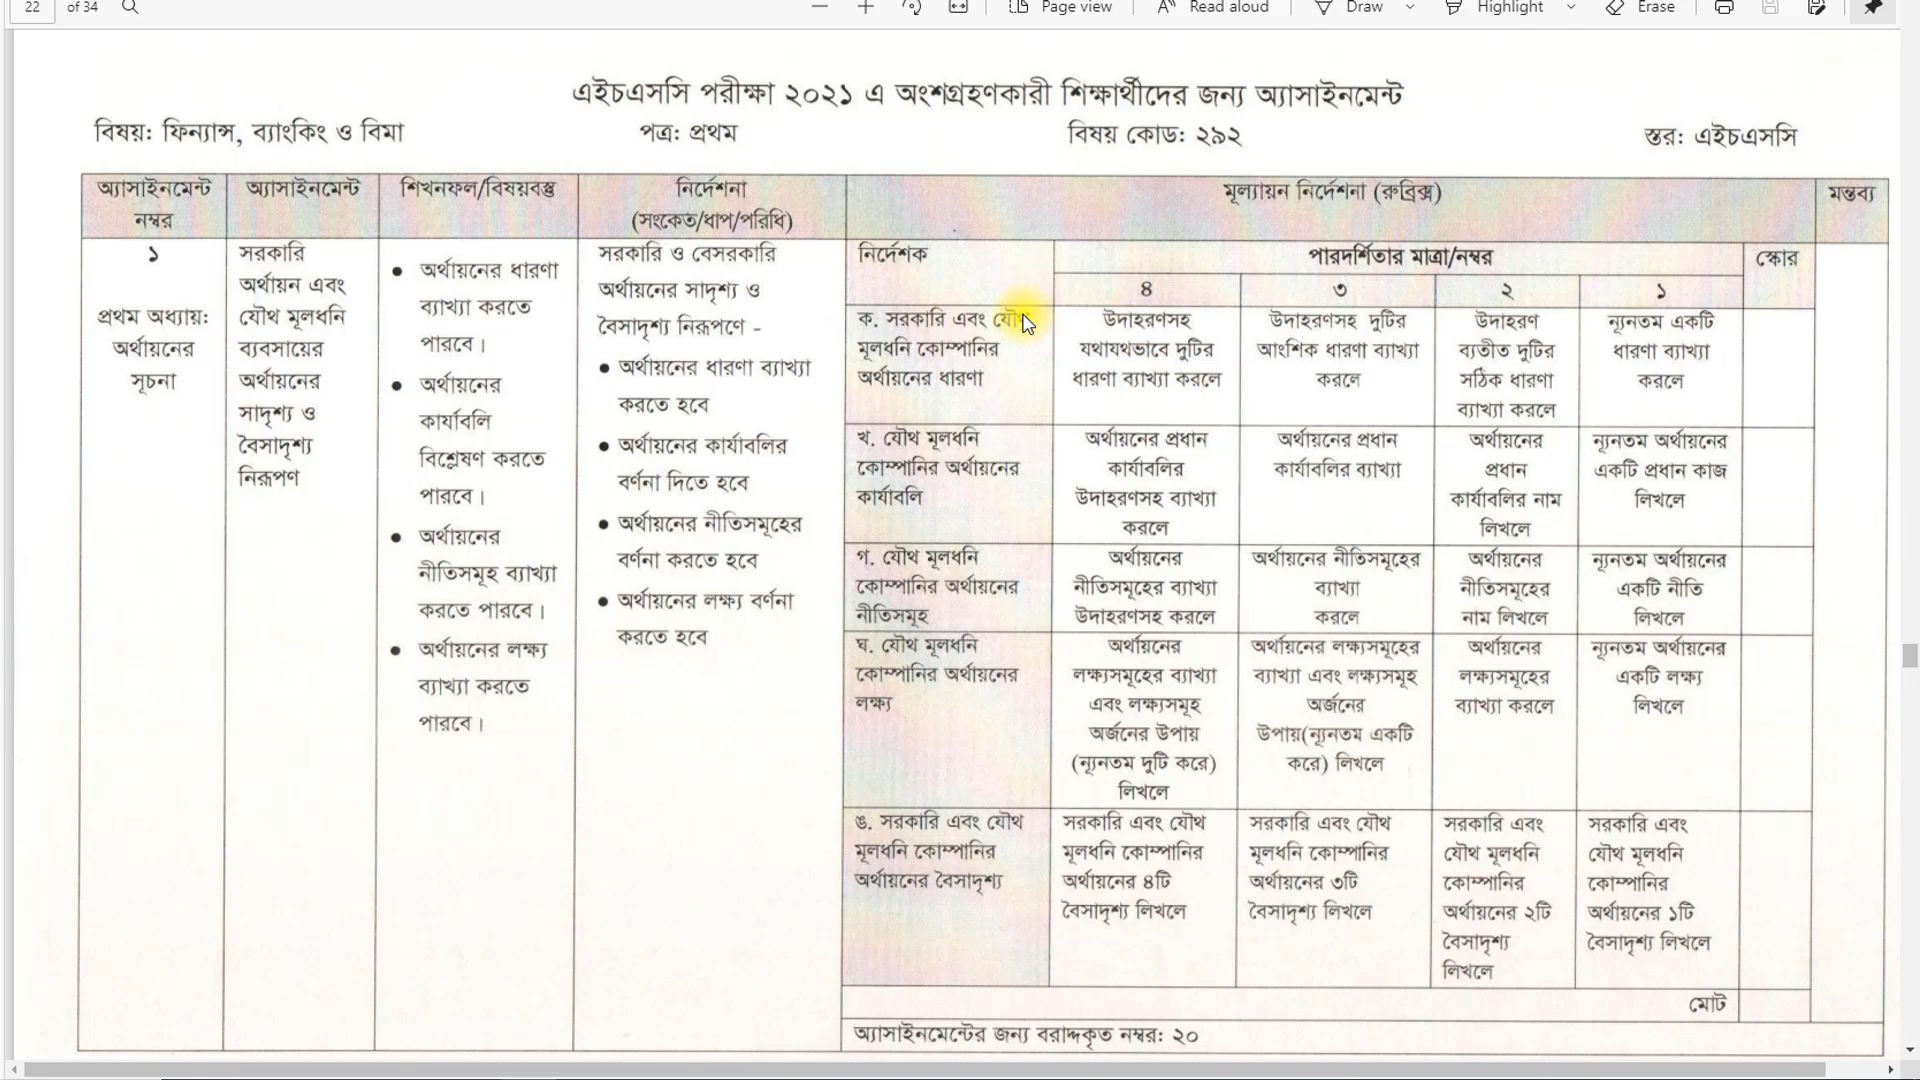 22 of 34 Page view Read aloud Draw Highlight Erase
এইচএসসি পরীক্ষা ২০২১ এ অংশগ্রহণকারী শিক্ষার্থীদের জন্য অ্যাসাইনমেন্ট
বিষয়: ফিন্যান্স, ব্যাংকিং ও বিমা পত্র: প্রথম বিষয় কোড: ২৯২ স্তর: এইচএসসি
অ্যাসাইনমেন্ট
নম্বর
অ্যাসাইনমেন্ট
শিখনফল/বিষয়বস্তু
নির্দেশনা
(সংকেত/ধাপ/পরিধি)
মূল্যায়ন নির্দেশনা (রুব্রিক্স)
মন্তব্য
১
প্রথম অধ্যায়:
অর্থায়নের
সূচনা
সরকারি
অর্থায়ন এবং
যৌথ মূলধনি
ব্যবসায়ের
অর্থায়নের
সাদৃশ্য ও
বৈসাদৃশ্য
নিরূপণ
• অর্থায়নের ধারণা
ব্যাখ্যা করতে
পারবে।
• অর্থায়নের
কার্যাবলি
বিশ্লেষণ করতে
পারবে।
• অর্থায়নের
নীতিসমূহ ব্যাখ্যা
করতে পারবে।
• অর্থায়নের লক্ষ্য
ব্যাখ্যা করতে
পারবে।
সরকারি ও বেসরকারি
অর্থায়নের সাদৃশ্য ও
বৈসাদৃশ্য নিরূপণে -
• অর্থায়নের ধারণা ব্যাখ্যা
করতে হবে
• অর্থায়নের কার্যাবলির
বর্ণনা দিতে হবে
• অর্থায়নের নীতিসমূহের
বর্ণনা করতে হবে
• অর্থায়নের লক্ষ্য বর্ণনা
করতে হবে
নির্দেশক
পারদর্শিতার মাত্রা/নম্বর
স্কোর
৪ ৩ ২ ১
ক. সরকারি এবং যৌথ
মূলধনি কোম্পানির
অর্থায়নের ধারণা
উদাহরণসহ
যথাযথভাবে দুটির
ধারণা ব্যাখ্যা করলে
উদাহরণসহ দুটির
আংশিক ধারণা ব্যাখ্যা
করলে
উদাহরণ
ব্যতীত দুটির
সঠিক ধারণা
ব্যাখ্যা করলে
ন্যূনতম একটি
ধারণা ব্যাখ্যা
করলে
খ. যৌথ মূলধনি
কোম্পানির অর্থায়নের
কার্যাবলি
অর্থায়নের প্রধান
কার্যাবলির
উদাহরণসহ ব্যাখ্যা
করলে
অর্থায়নের প্রধান
কার্যাবলির ব্যাখ্যা
অর্থায়নের
প্রধান
কার্যাবলির নাম
লিখলে
ন্যূনতম অর্থায়নের
একটি প্রধান কাজ
লিখলে
গ. যৌথ মূলধনি
কোম্পানির অর্থায়নের
নীতিসমূহ
অর্থায়নের
নীতিসমূহের ব্যাখ্যা
উদাহরণসহ করলে
অর্থায়নের নীতিসমূহের
ব্যাখ্যা
করলে
অর্থায়নের
নীতিসমূহের
নাম লিখলে
ন্যূনতম অর্থায়নের
একটি নীতি
লিখলে
ঘ. যৌথ মূলধনি
কোম্পানির অর্থায়নের
লক্ষ্য
অর্থায়নের
লক্ষ্যসমূহের ব্যাখ্যা
এবং লক্ষ্যসমূহ
অর্জনের উপায়
(ন্যূনতম দুটি করে)
লিখলে
অর্থায়নের লক্ষ্যসমূহের
ব্যাখ্যা এবং লক্ষ্যসমূহ
অর্জনের
উপায়(ন্যূনতম একটি
করে) লিখলে
অর্থায়নের
লক্ষ্যসমূহের
ব্যাখ্যা করলে
ন্যূনতম অর্থায়নের
একটি লক্ষ্য
লিখলে
ঙ. সরকারি এবং যৌথ
মূলধনি কোম্পানির
অর্থায়নের বৈসাদৃশ্য
সরকারি এবং যৌথ
মূলধনি কোম্পানির
অর্থায়নের ৪টি
বৈসাদৃশ্য লিখলে
সরকারি এবং যৌথ
মূলধনি কোম্পানির
অর্থায়নের ৩টি
বৈসাদৃশ্য লিখলে
সরকারি এবং
যৌথ মূলধনি
কোম্পানির
অর্থায়নের ২টি
বৈসাদৃশ্য
লিখলে
সরকারি এবং
যৌথ মূলধনি
কোম্পানির
অর্থায়নের ১টি
বৈসাদৃশ্য লিখলে
মোট
অ্যাসাইনমেন্টের জন্য বরাদ্দকৃত নম্বর: ২০